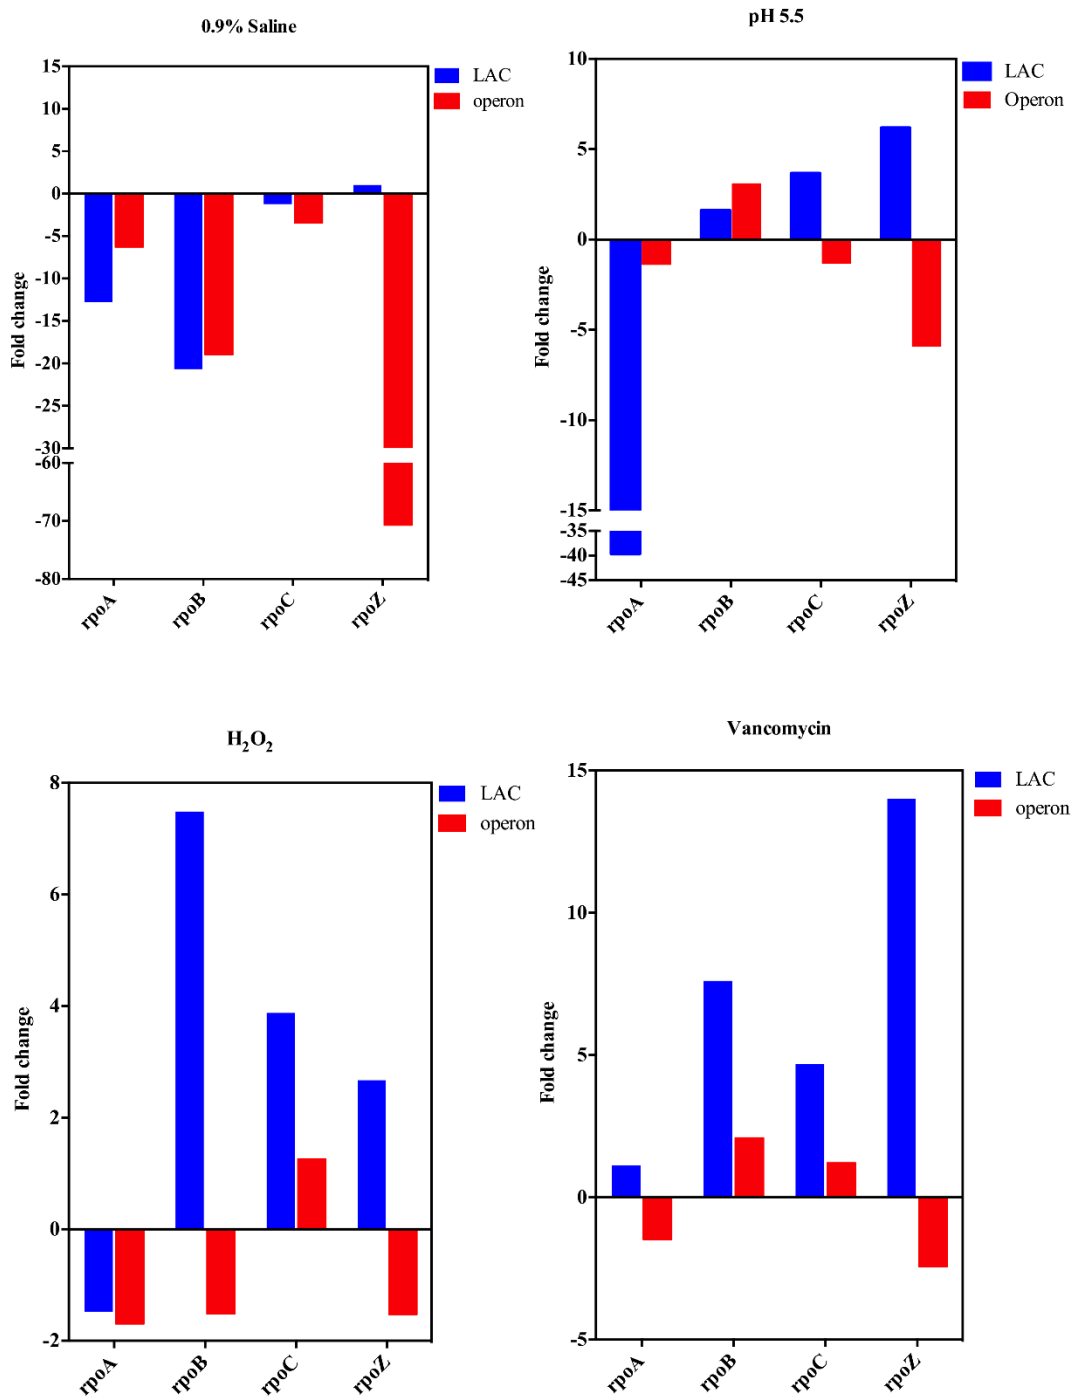 0.9% Saline
LAC
operon
15
10
5
0
-5
-10
-15
-20
-25
-30
-60
-70
-80
Fold change
rpoA
rpoB
rpoC
rpoZ
pH 5.5
LAC
Operon
10
5
0
-5
-10
-15
-35
-40
-45
Fold change
rpoA
rpoB
rpoC
rpoZ
H₂O₂
LAC
operon
8
6
4
2
0
-2
Fold change
rpoA
rpoB
rpoC
rpoZ
Vancomycin
LAC
operon
15
10
5
0
-5
Fold change
rpoA
rpoB
rpoC
rpoZ